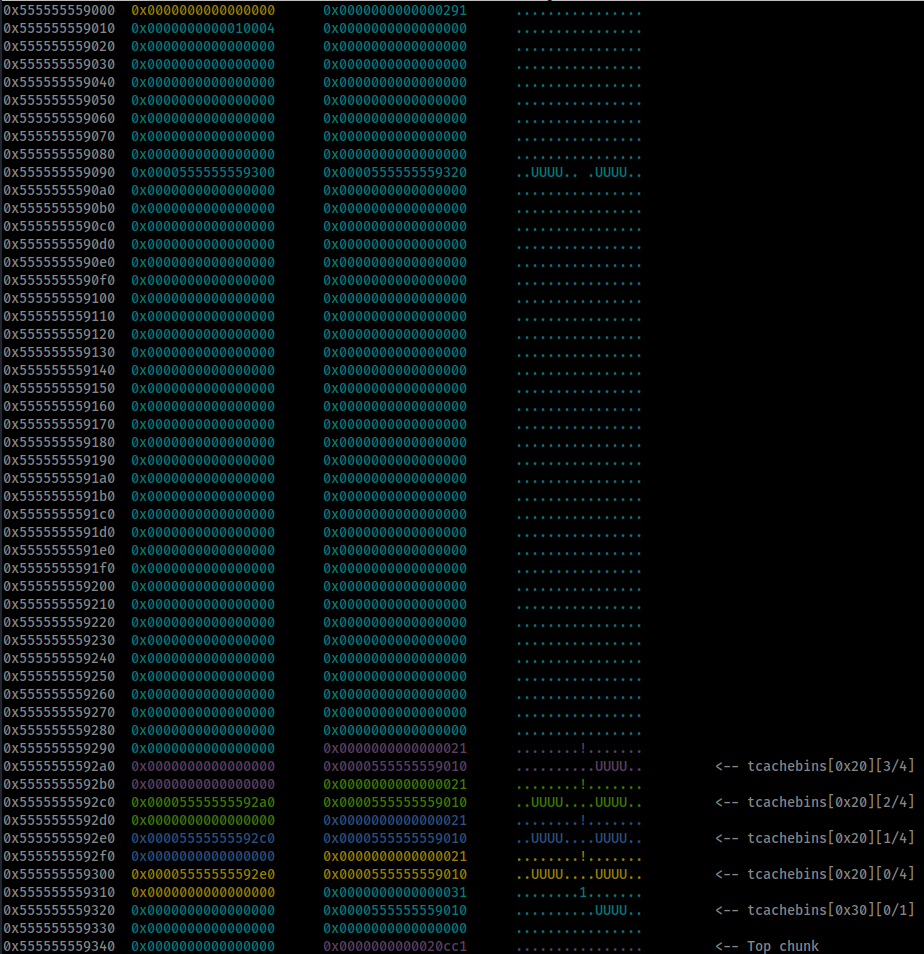 0x555555559000 0x0000000000000000 0x0000000000000291 ................
0x555555559010 0x0000000000010004 0x0000000000000000 ................
0x555555559020 0x0000000000000000 0x0000000000000000 ................
0x555555559030 0x0000000000000000 0x0000000000000000 ................
0x555555559040 0x0000000000000000 0x0000000000000000 ................
0x555555559050 0x0000000000000000 0x0000000000000000 ................
0x555555559060 0x0000000000000000 0x0000000000000000 ................
0x555555559070 0x0000000000000000 0x0000000000000000 ................
0x555555559080 0x0000000000000000 0x0000000000000000 ................
0x555555559090 0x0000555555559300 0x0000555555559320 ..UUUU.. .UUUU..
0x5555555590a0 0x0000000000000000 0x0000000000000000 ................
0x5555555590b0 0x0000000000000000 0x0000000000000000 ................
0x5555555590c0 0x0000000000000000 0x0000000000000000 ................
0x5555555590d0 0x0000000000000000 0x0000000000000000 ................
0x5555555590e0 0x0000000000000000 0x0000000000000000 ................
0x5555555590f0 0x0000000000000000 0x0000000000000000 ................
0x555555559100 0x0000000000000000 0x0000000000000000 ................
0x555555559110 0x0000000000000000 0x0000000000000000 ................
0x555555559120 0x0000000000000000 0x0000000000000000 ................
0x555555559130 0x0000000000000000 0x0000000000000000 ................
0x555555559140 0x0000000000000000 0x0000000000000000 ................
0x555555559150 0x0000000000000000 0x0000000000000000 ................
0x555555559160 0x0000000000000000 0x0000000000000000 ................
0x555555559170 0x0000000000000000 0x0000000000000000 ................
0x555555559180 0x0000000000000000 0x0000000000000000 ................
0x555555559190 0x0000000000000000 0x0000000000000000 ................
0x5555555591a0 0x0000000000000000 0x0000000000000000 ................
0x5555555591b0 0x0000000000000000 0x0000000000000000 ................
0x5555555591c0 0x0000000000000000 0x0000000000000000 ................
0x5555555591d0 0x0000000000000000 0x0000000000000000 ................
0x5555555591e0 0x0000000000000000 0x0000000000000000 ................
0x5555555591f0 0x0000000000000000 0x0000000000000000 ................
0x555555559200 0x0000000000000000 0x0000000000000000 ................
0x555555559210 0x0000000000000000 0x0000000000000000 ................
0x555555559220 0x0000000000000000 0x0000000000000000 ................
0x555555559230 0x0000000000000000 0x0000000000000000 ................
0x555555559240 0x0000000000000000 0x0000000000000000 ................
0x555555559250 0x0000000000000000 0x0000000000000000 ................
0x555555559260 0x0000000000000000 0x0000000000000000 ................
0x555555559270 0x0000000000000000 0x0000000000000000 ................
0x555555559280 0x0000000000000000 0x0000000000000000 ................
0x555555559290 0x0000000000000000 0x0000000000000021 ........!.......
0x5555555592a0 0x0000000000000000 0x0000555555559010 ..........UUUU.. <-- tcachebins[0x20][3/4]
0x5555555592b0 0x0000000000000000 0x0000000000000021 ........!.......
0x5555555592c0 0x00005555555592a0 0x0000555555559010 ..UUUU....UUUU.. <-- tcachebins[0x20][2/4]
0x5555555592d0 0x0000000000000000 0x0000000000000021 ........!.......
0x5555555592e0 0x00005555555592c0 0x0000555555559010 ..UUUU....UUUU.. <-- tcachebins[0x20][1/4]
0x5555555592f0 0x0000000000000000 0x0000000000000021 ........!.......
0x555555559300 0x00005555555592e0 0x0000555555559010 ..UUUU....UUUU.. <-- tcachebins[0x20][0/4]
0x555555559310 0x0000000000000000 0x0000000000000031 ........1.......
0x555555559320 0x0000000000000000 0x0000555555559010 ..........UUUU.. <-- tcachebins[0x30][0/1]
0x555555559330 0x0000000000000000 0x0000000000000000 ................
0x555555559340 0x0000000000000000 0x0000000000020cc1 ................ <-- Top chunk